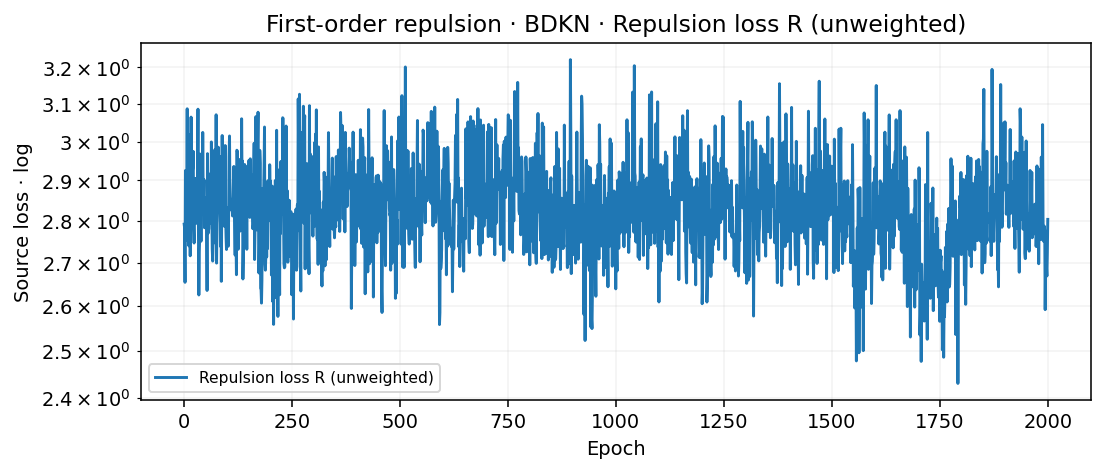 First-order repulsion · BDKN · Repulsion loss R (unweighted)
Source loss · log
3.2 × 10⁰
3.1 × 10⁰
3 × 10⁰
2.9 × 10⁰
2.8 × 10⁰
2.7 × 10⁰
2.6 × 10⁰
2.5 × 10⁰
2.4 × 10⁰
Repulsion loss R (unweighted)
0 250 500 750 1000 1250 1500 1750 2000
Epoch